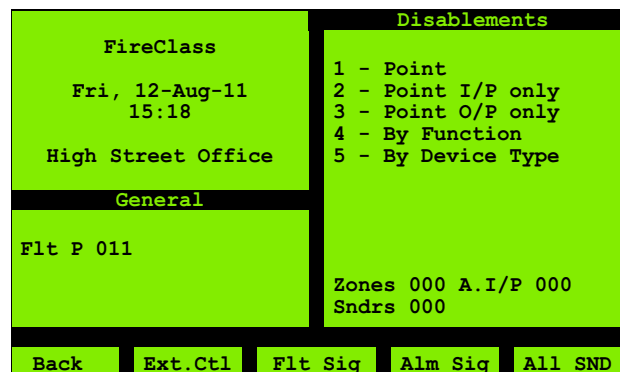 FireClass
Fri, 12-Aug-11
15:18
High Street Office
General
Flt P 011
Disablements
1 - Point
2 - Point I/P only
3 - Point O/P only
4 - By Function
5 - By Device Type
Zones 000 A.I/P 000
Sndrs 000
Back Ext.Ctl Flt Sig Alm Sig All SND